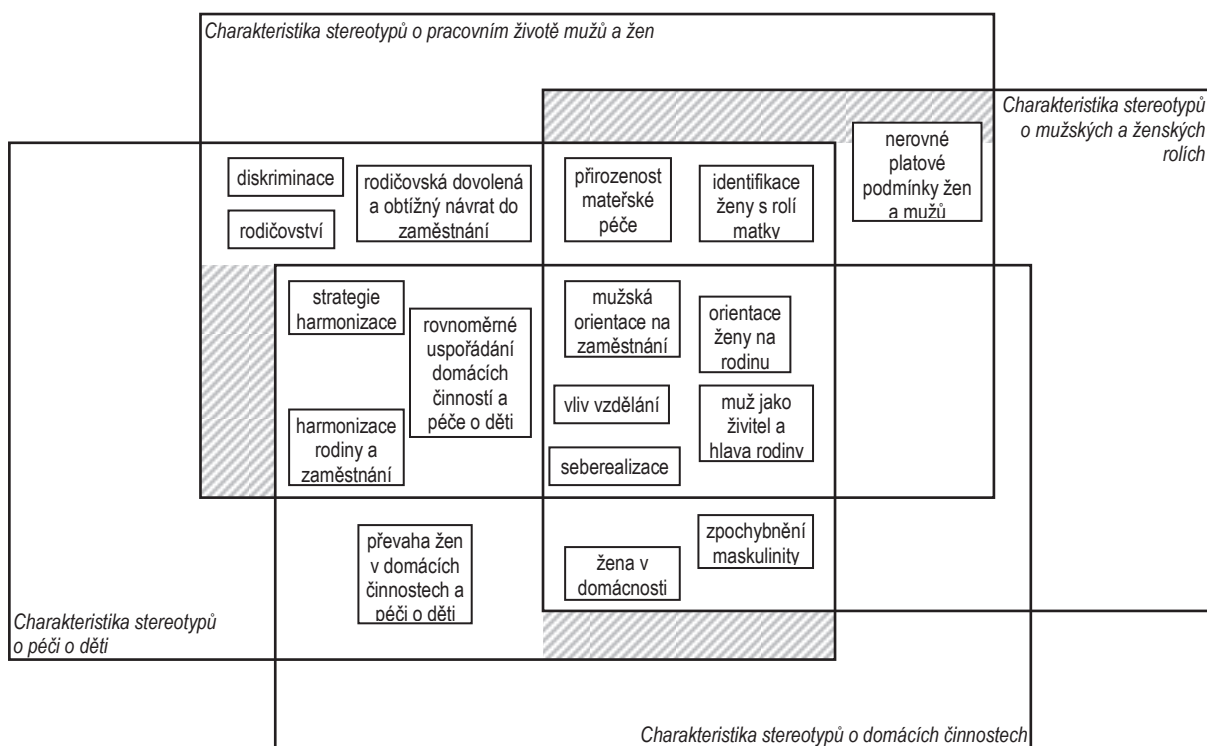 Charakteristika stereotypů o pracovním životě mužů a žen
Charakteristika stereotypů
o mužských a ženských
rolích
nerovné
platové
podmínky žen
a mužů
diskriminace
rodičovství
rodičovská dovolená
a obtížný návrat do
zaměstnání
přirozenost
mateřské
péče
identifikace
ženy s rolí
matky
strategie
harmonizace
rovnoměrné
uspořádání
domácích
činností a
péče o děti
harmonizace
rodiny a
zaměstnání
mužská
orientace na
zaměstnání
orientace
ženy na
rodinu
vliv vzdělání
muž jako
živitel a
hlava rodiny
seberealizace
převaha žen
v domácích
činnostech a
péči o děti
žena v
domácnosti
zpochybnění
maskulinity
Charakteristika stereotypů
o péči o děti
Charakteristika stereotypů o domácích činnostech